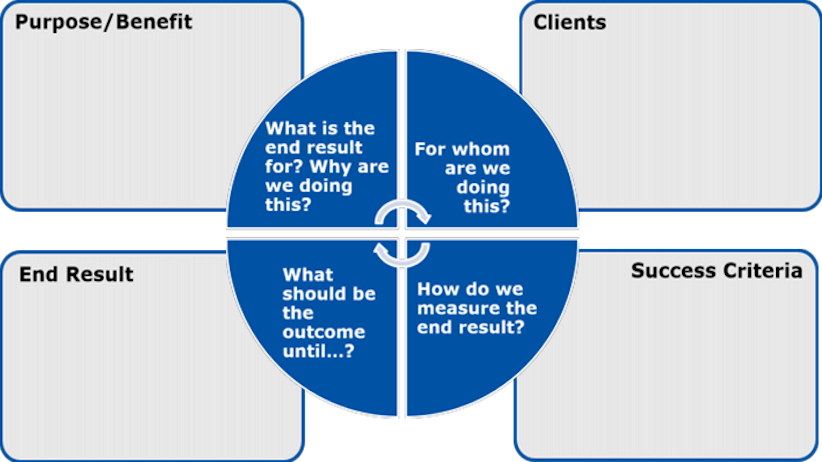 Purpose/Benefit
Clients
What is the
end result
for? Why are
we doing
this?
For whom
are we
doing
this?
End Result
Success Criteria
What
should be
the
outcome
until...?
How do we
measure the
end result?